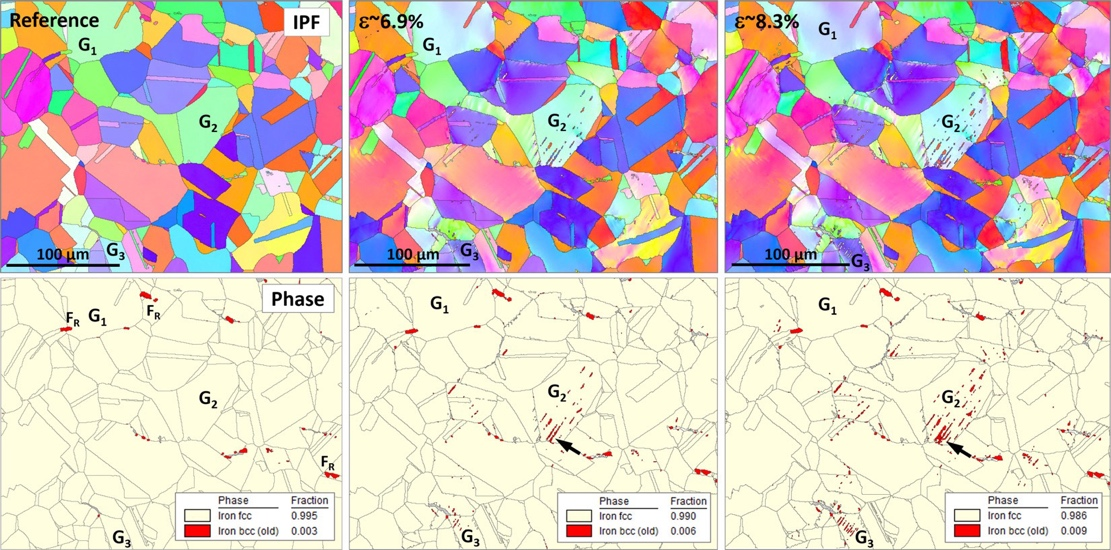 Reference
IPF
G1
G2
G3
100 µm
ε~6.9%
G1
G2
G3
100 µm
ε~8.3%
G1
G2
G3
100 µm
Phase
FR
G1
FR
G2
FR
G3
Phase Fraction
Iron fcc 0.995
Iron bcc (old) 0.003
G1
G2
G3
Phase Fraction
Iron fcc 0.990
Iron bcc (old) 0.006
G1
G2
G3
Phase Fraction
Iron fcc 0.986
Iron bcc (old) 0.009